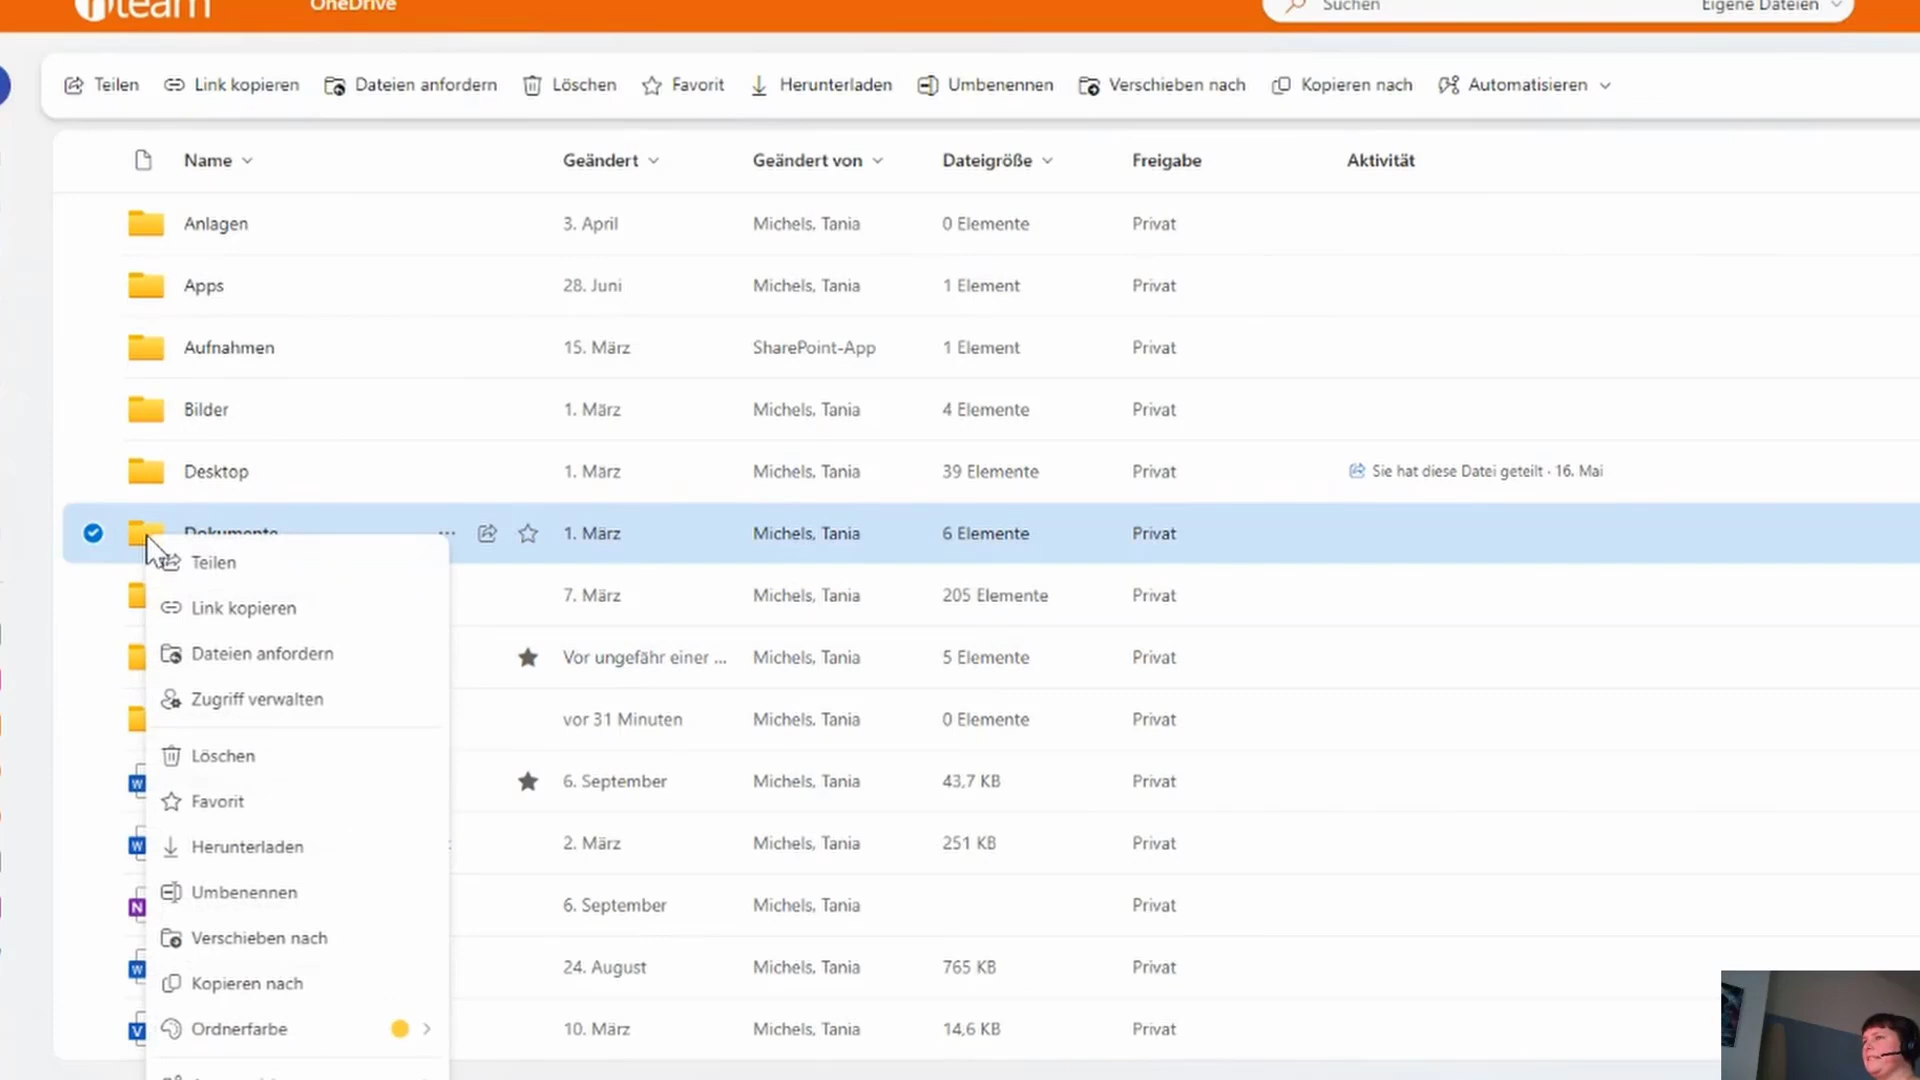 nteam OneDrive Suchen Eigene Dateien
Teilen Link kopieren Dateien anfordern Löschen Favorit Herunterladen Umbenennen Verschieben nach Kopieren nach Automatisieren
Name Geändert Geändert von Dateigröße Freigabe Aktivität
Anlagen 3. April Michels, Tania 0 Elemente Privat
Apps 28. Juni Michels, Tania 1 Element Privat
Aufnahmen 15. März SharePoint-App 1 Element Privat
Bilder 1. März Michels, Tania 4 Elemente Privat
Desktop 1. März Michels, Tania 39 Elemente Privat Sie hat diese Datei geteilt · 16. Mai
Dokumente ... 1. März Michels, Tania 6 Elemente Privat
7. März Michels, Tania 205 Elemente Privat
Vor ungefähr einer ... Michels, Tania 5 Elemente Privat
vor 31 Minuten Michels, Tania 0 Elemente Privat
W 6. September Michels, Tania 43,7 KB Privat
W 2. März Michels, Tania 251 KB Privat
N 6. September Michels, Tania Privat
W 24. August Michels, Tania 765 KB Privat
V 10. März Michels, Tania 14,6 KB Privat
Teilen
Link kopieren
Dateien anfordern
Zugriff verwalten
Löschen
Favorit
Herunterladen
Umbenennen
Verschieben nach
Kopieren nach
Ordnerfarbe